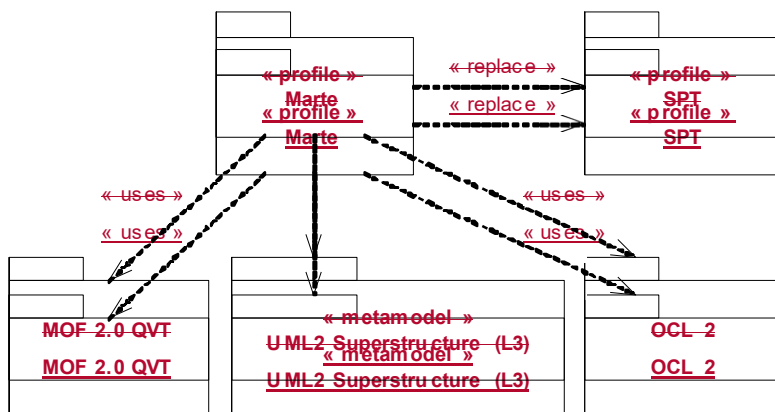 « profile »
Marte
« profile »
Marte
« replace »
« replace »
« profile »
SPT
« profile »
SPT
« uses »
« uses »
« uses »
« uses »
MOF 2.0 QVT
MOF 2.0 QVT
« metamodel »
UML2 Superstructure (L3)
« metamodel »
UML2 Superstructure (L3)
OCL 2
OCL 2